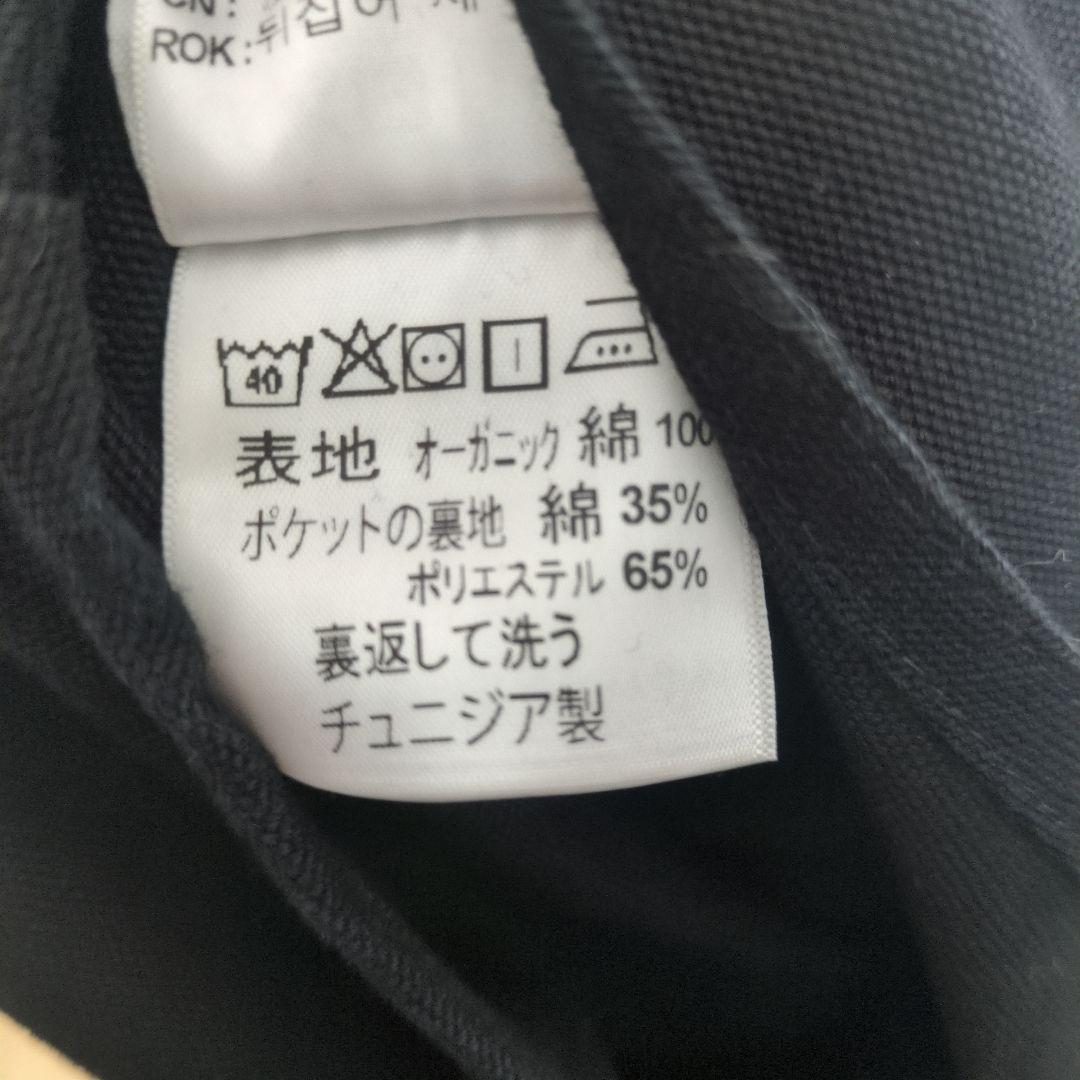 CN:
ROK:뒤집어
40
表地 オーガニック 綿 100
ポケットの裏地 綿 35%
ポリエステル 65%
裏返して洗う
チュニジア製